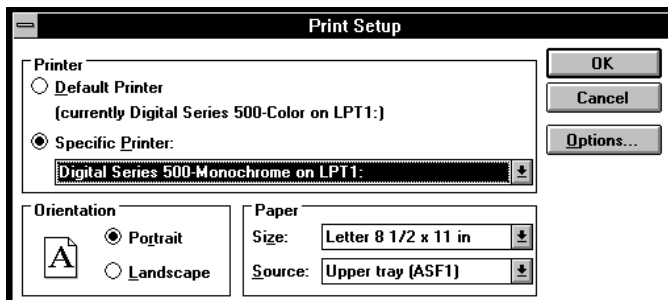 Print Setup
Printer
Default Printer
(currently Digital Series 500-Color on LPT1:)
Specific Printer:
Digital Series 500-Monochrome on LPT1:
OK
Cancel
Options...
Orientation
A
Portrait
Landscape
Paper
Size: Letter 8 1/2 x 11 in
Source: Upper tray (ASF1)